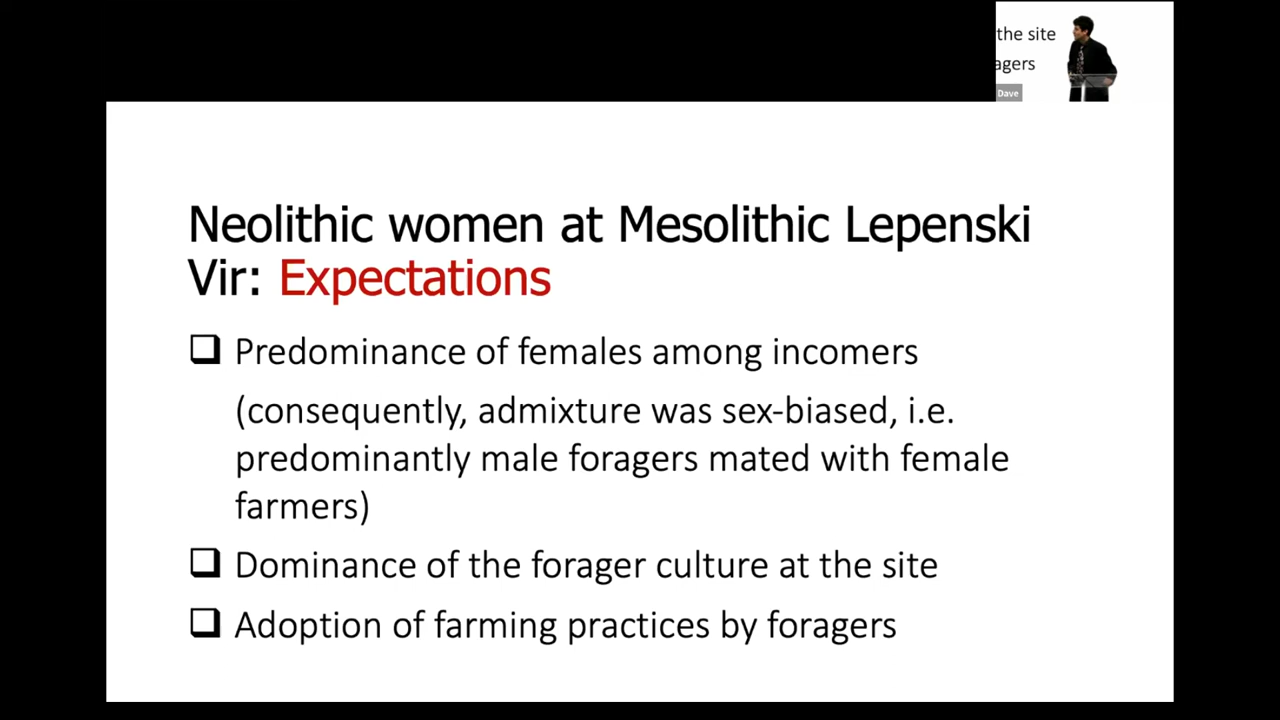 the site
agers
Dave
Neolithic women at Mesolithic Lepenski
Vir: Expectations
Predominance of females among incomers
(consequently, admixture was sex-biased, i.e.
predominantly male foragers mated with female
farmers)
Dominance of the forager culture at the site
Adoption of farming practices by foragers